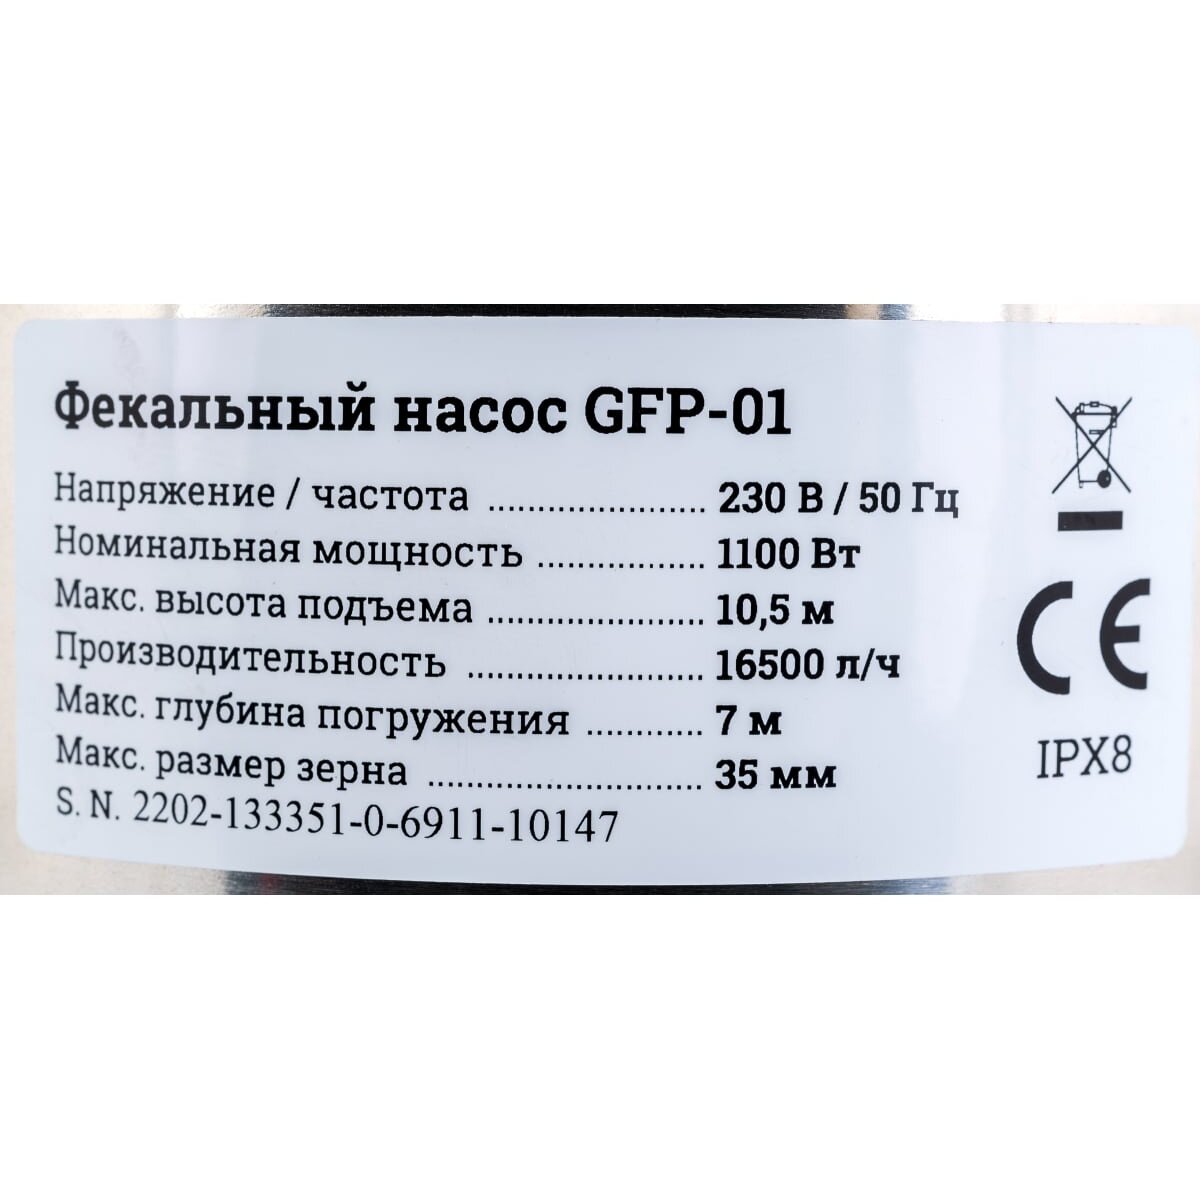 Фекальный насос GFP-01
Напряжение / частота ...................... 230 В / 50 Гц
Номинальная мощность ................. 1100 Вт
Макс. высота подъема ...................... 10,5 м
Производительность ........................ 16500 л/ч
Макс. глубина погружения ............ 7 м
Макс. размер зерна ............................ 35 мм
S. N. 2202-133351-0-6911-10147
CE
IPX8